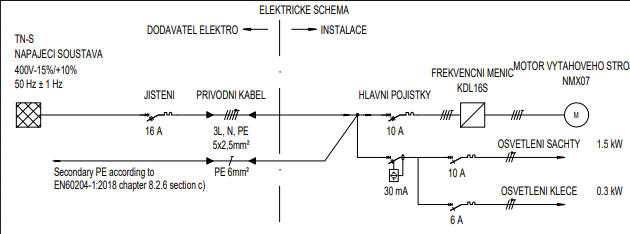 ELEKTRICKE SCHEMA
DODAVATEL ELEKTRO
INSTALACE
TN-S
NAPAJECI SOUSTAVA
400V-15%/+10%
50 Hz ± 1 Hz
JISTENI
PRIVODNI KABEL
HLAVNI POJISTKY
FREKVENCNI MENIC
KDL16S
MOTOR VYTAHOVEHO STRO
NMX07
M
16 A
3L, N, PE
5x2,5mm²
10 A
OSVETLENI SACHTY
1.5 kW
Secondary PE according to
EN60204-1:2018 chapter 8.2.6 section c)
PE 6mm²
30 mA
10 A
OSVETLENI KLECE
0.3 kW
6 A